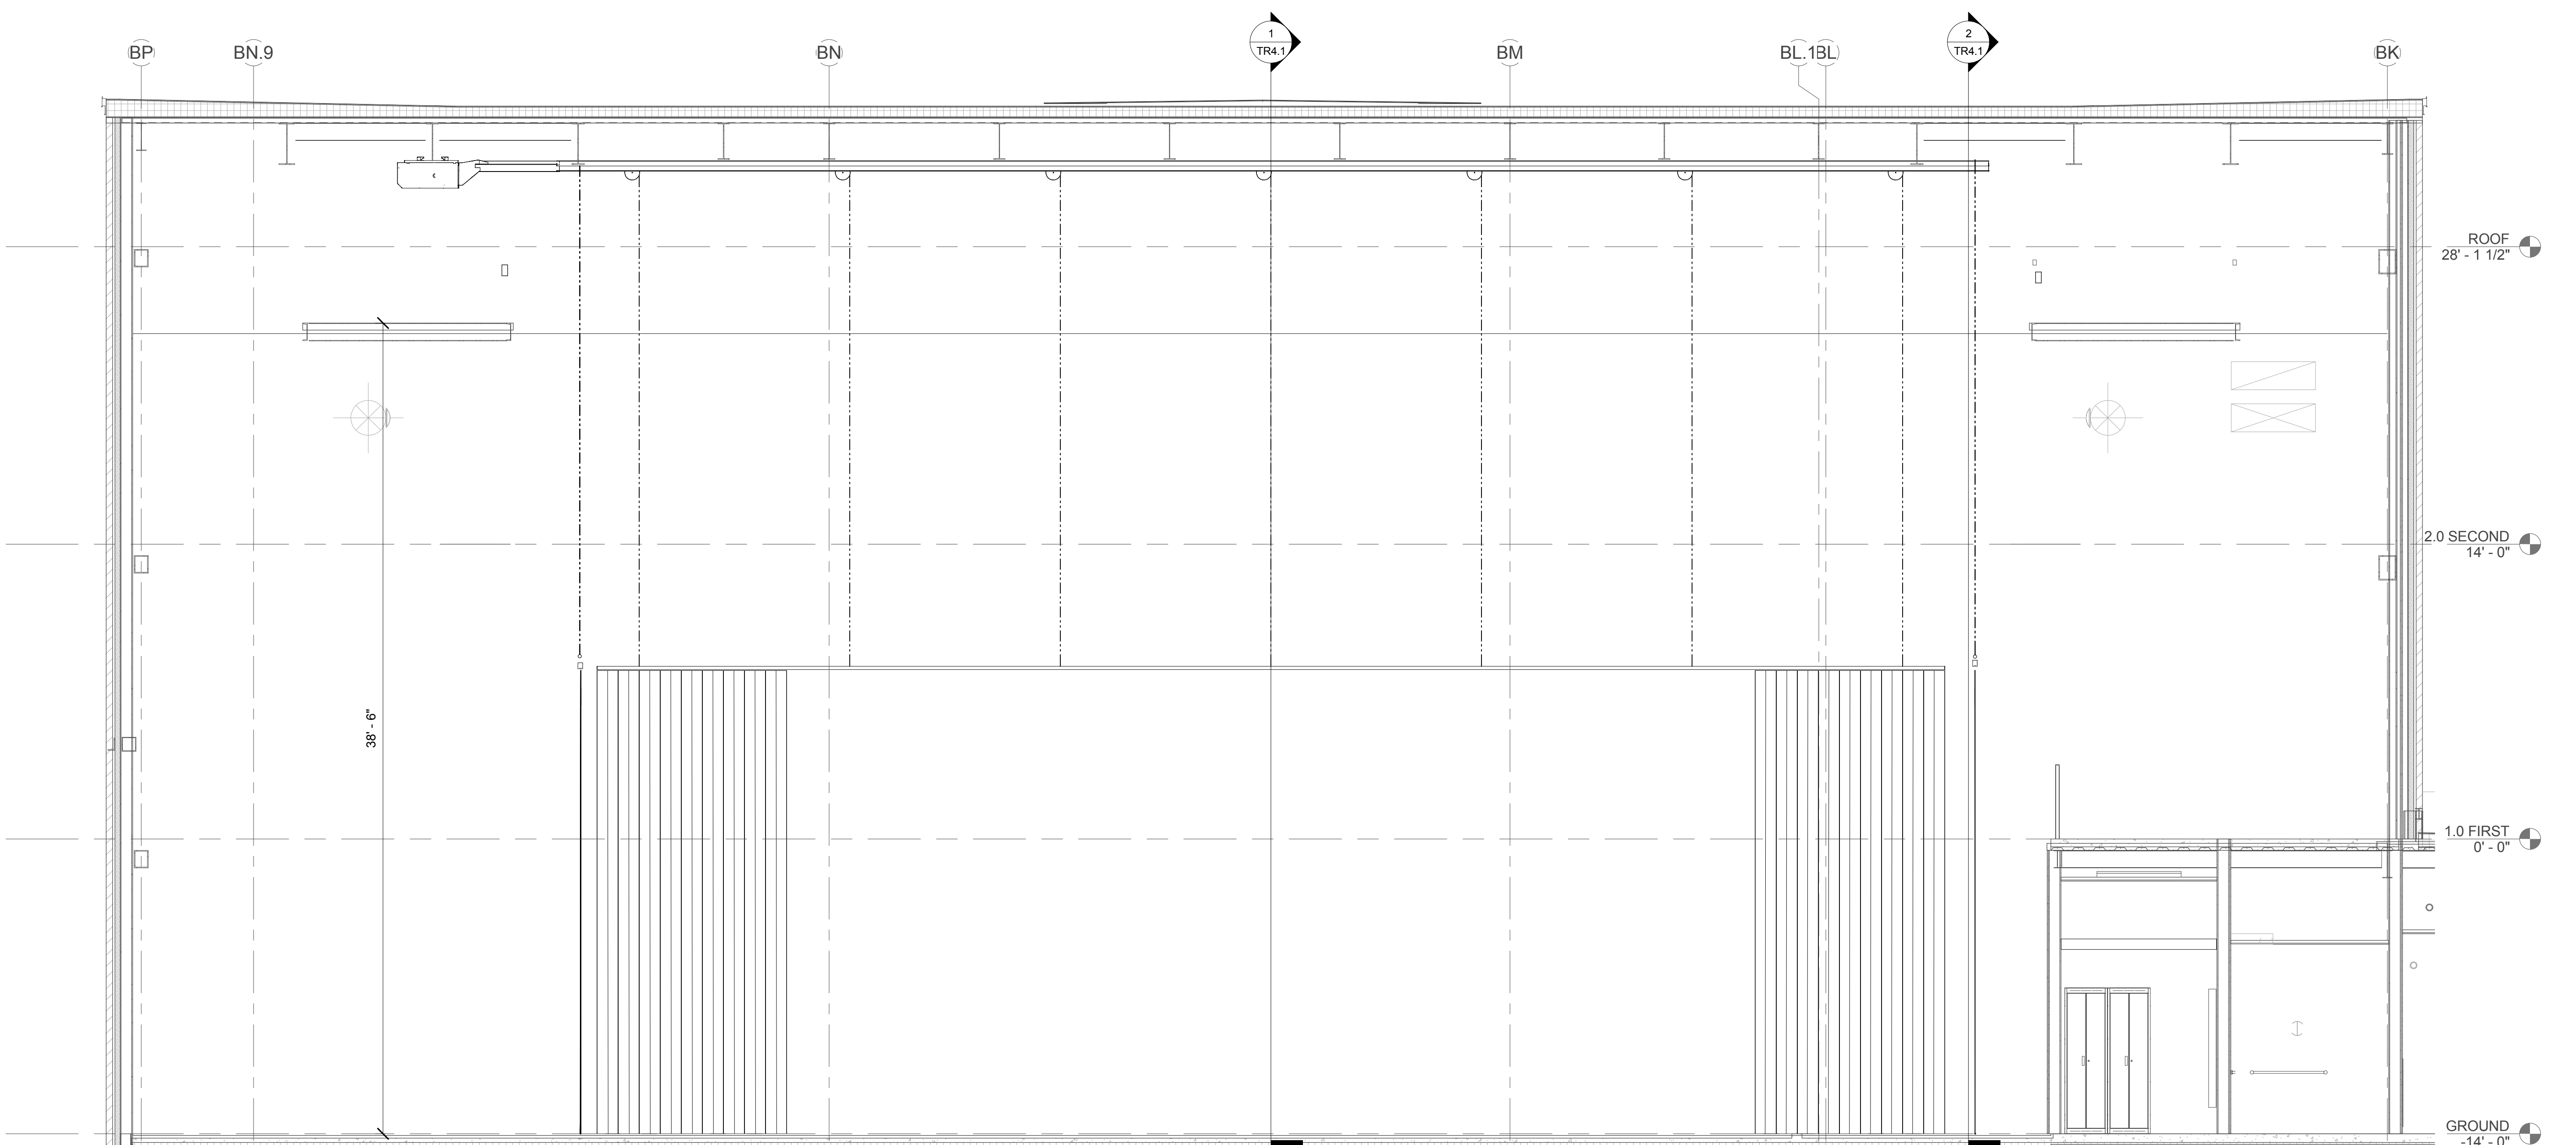 BP
BN.9
BN
1
TR4.1
BM
BL.1
BL
2
TR4.1
BK
ROOF
28' - 1 1/2"
2.0 SECOND
14' - 0"
38' - 6"
1.0 FIRST
0' - 0"
GROUND
-14' - 0"